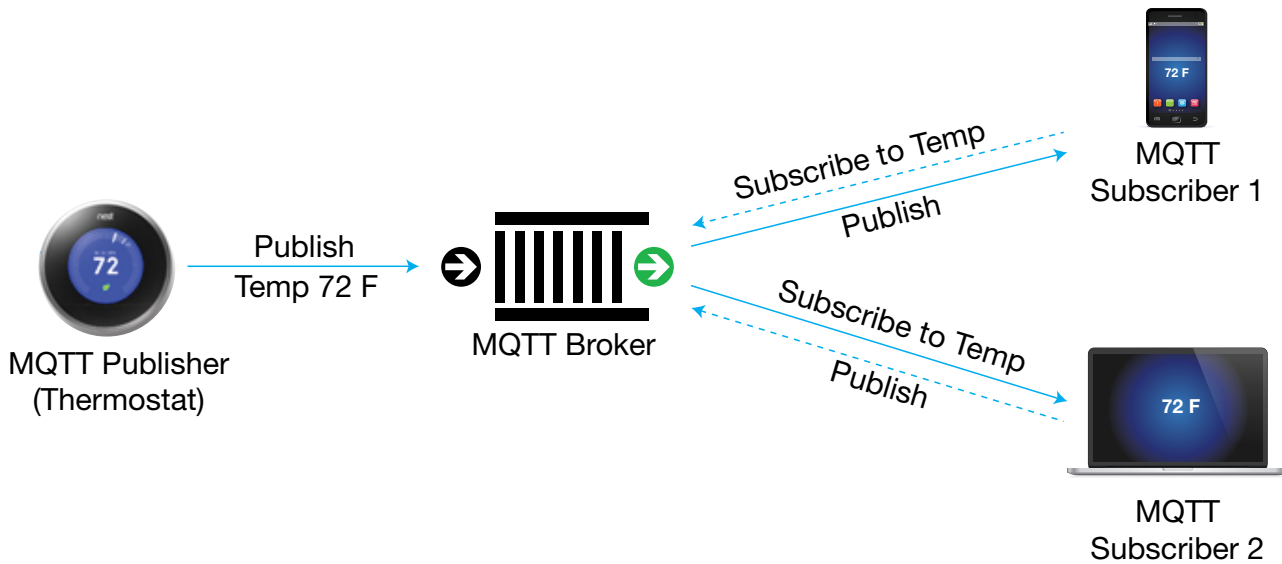 nest
72
Publish
Temp 72 F
MQTT Publisher
(Thermostat)
MQTT Broker
Subscribe to Temp
Publish
72 F
MQTT
Subscriber 1
Subscribe to Temp
Publish
72 F
MQTT
Subscriber 2